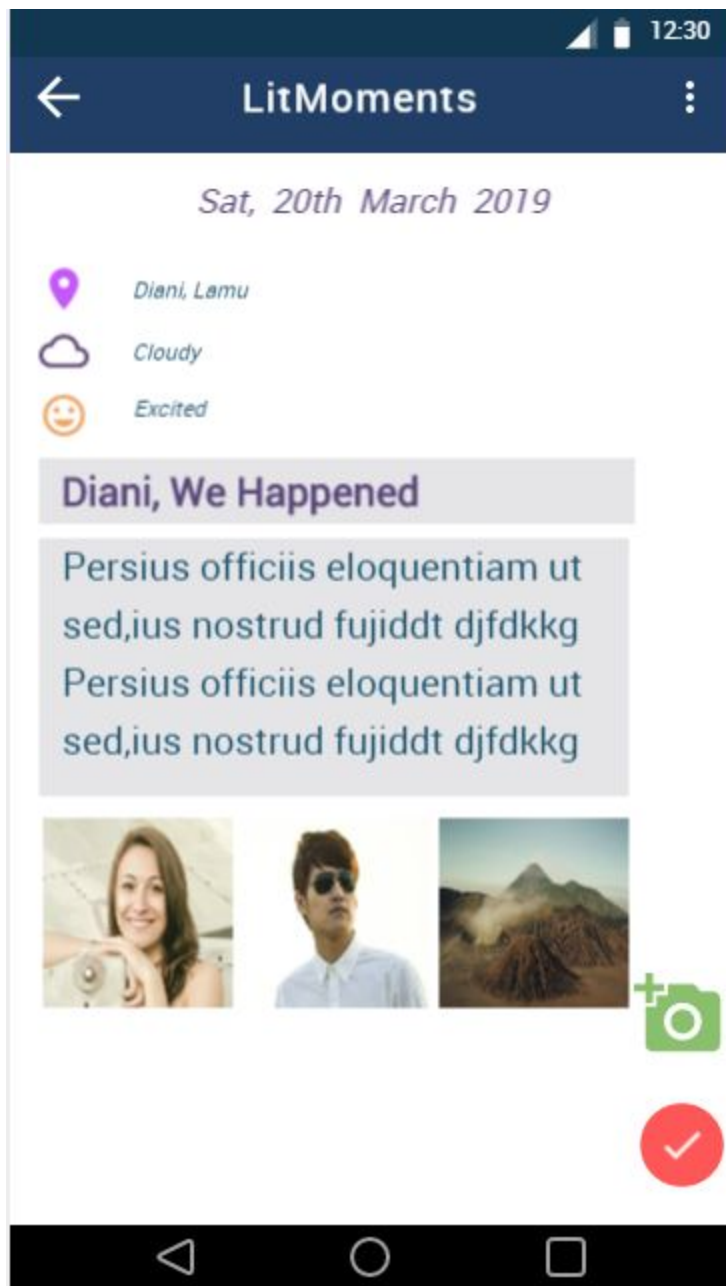 12:30
LitMoments
Sat, 20th March 2019
Diani, Lamu
Cloudy
Excited
Diani, We Happened
Persius officiis eloquentiam ut
sed,ius nostrud fujiddt djfdkkg
Persius officiis eloquentiam ut
sed,ius nostrud fujiddt djfdkkg